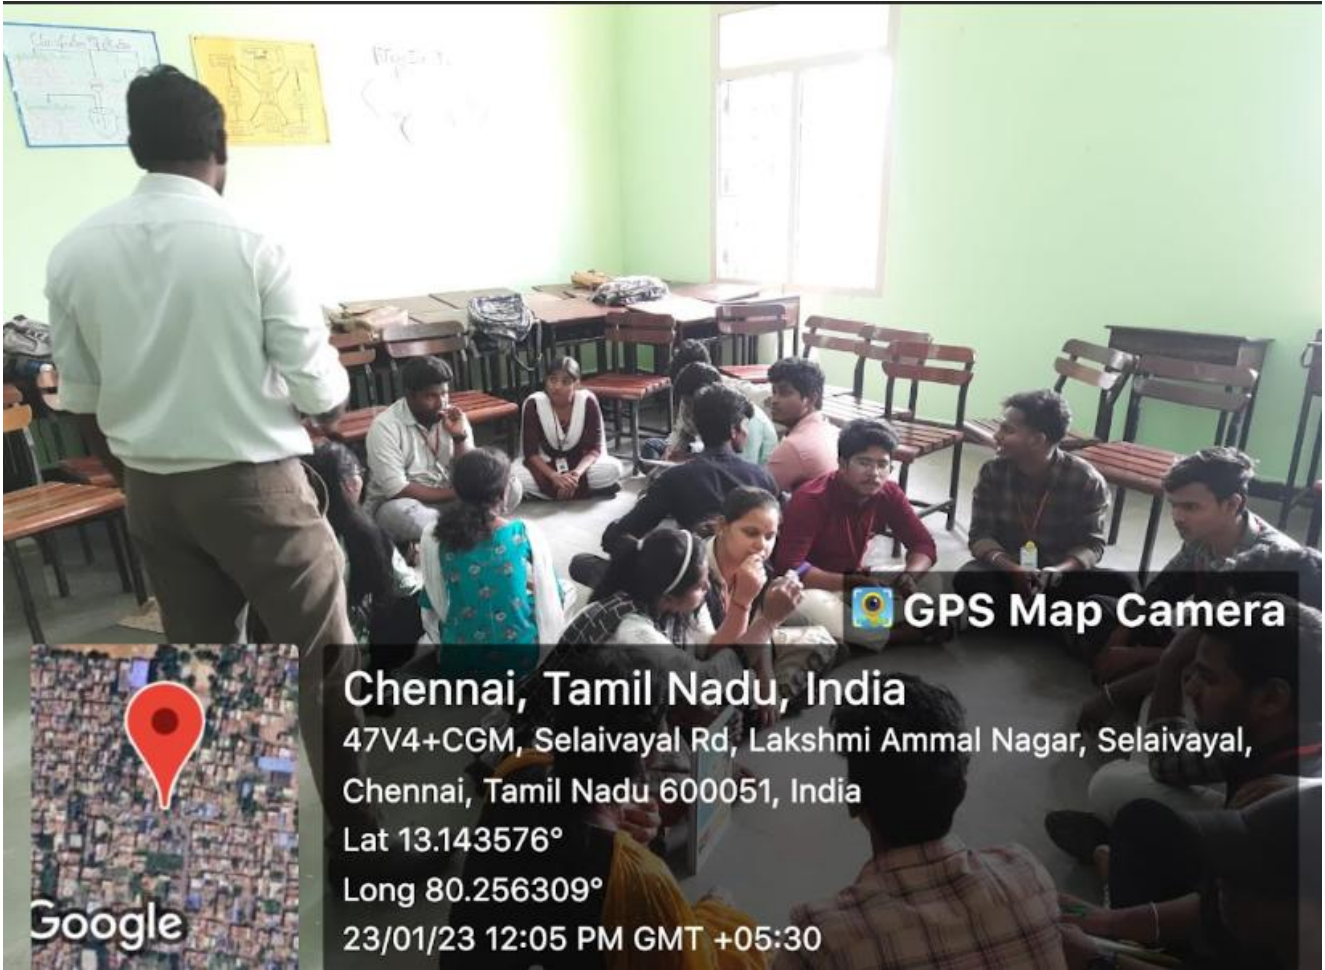 GPS Map Camera
Chennai, Tamil Nadu, India
47V4+CGM, Selaivayal Rd, Lakshmi Ammal Nagar, Selaivayal,
Chennai, Tamil Nadu 600051, India
Lat 13.143576°
Long 80.256309°
23/01/23 12:05 PM GMT +05:30
Google